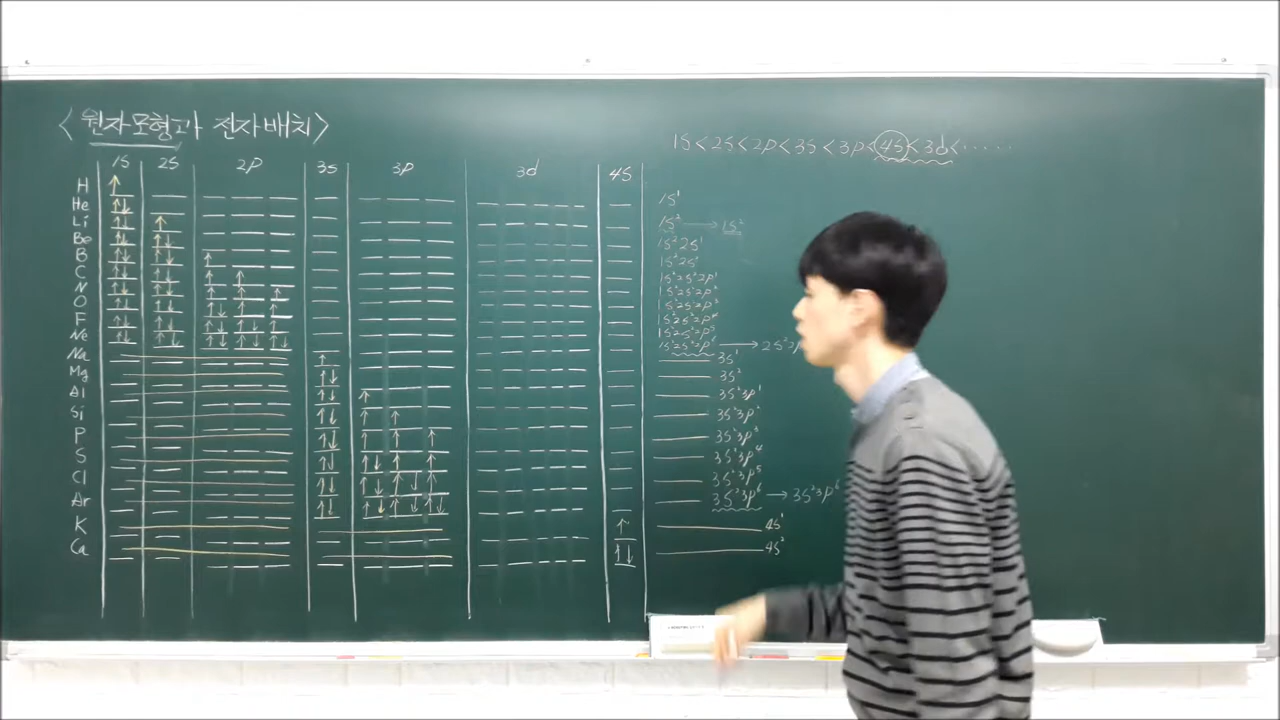 〈원자모형과 전자배치〉
1S<2S<2P<3S<3P<4S<3d<······
1S 2S 2P 3S 3P 3d 4S
H ↑ 1S¹
He ↑↓ 1S² → 1S²
Li ↑↓ ↑ 1S²2S¹
Be ↑↓ ↑↓ 1S²2S²
B ↑↓ ↑↓ ↑ 1S²2S²2P¹
C ↑↓ ↑↓ ↑ ↑ 1S²2S²2P²
N ↑↓ ↑↓ ↑ ↑ ↑ 1S²2S²2P³
O ↑↓ ↑↓ ↑↓ ↑ ↑ 1S²2S²2P⁴
F ↑↓ ↑↓ ↑↓ ↑↓ ↑ 1S²2S²2P⁵
Ne ↑↓ ↑↓ ↑↓ ↑↓ ↑↓ 1S²2S²2P⁶ → 2S²2P
Na ↑ 3S¹
Mg ↑↓ 3S²
Al ↑↓ ↑ 3S²3P¹
Si ↑↓ ↑ ↑ 3S²3P²
P ↑↓ ↑ ↑ ↑ 3S²3P³
S ↑↓ ↑↓ ↑ ↑ 3S²3P⁴
Cl ↑↓ ↑↓ ↑↓ ↑ 3S²3P⁵
Ar ↑↓ ↑↓ ↑↓ ↑↓ 3S²3P⁶ → 3S²3P⁶
K ↑ 4S¹
Ca ↑↓ 4S²